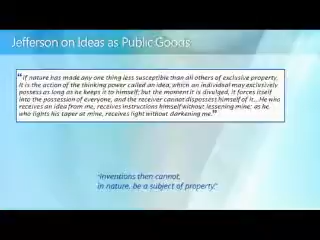 Jefferson on Ideas as Public Goods
“If nature has made any one thing less susceptible than all others of exclusive property,
it is the action of the thinking power called an idea, which an individual may exclusively
possess as long as he keeps it to himself; but the moment it is divulged, it forces itself
into the possession of everyone, and the receiver cannot dispossess himself of it...He who
receives an idea from me, receives instructions himself without lessening mine; as he
who lights his taper at mine, receives light without darkening me.”
“Inventions then cannot,
in nature, be a subject of property.”